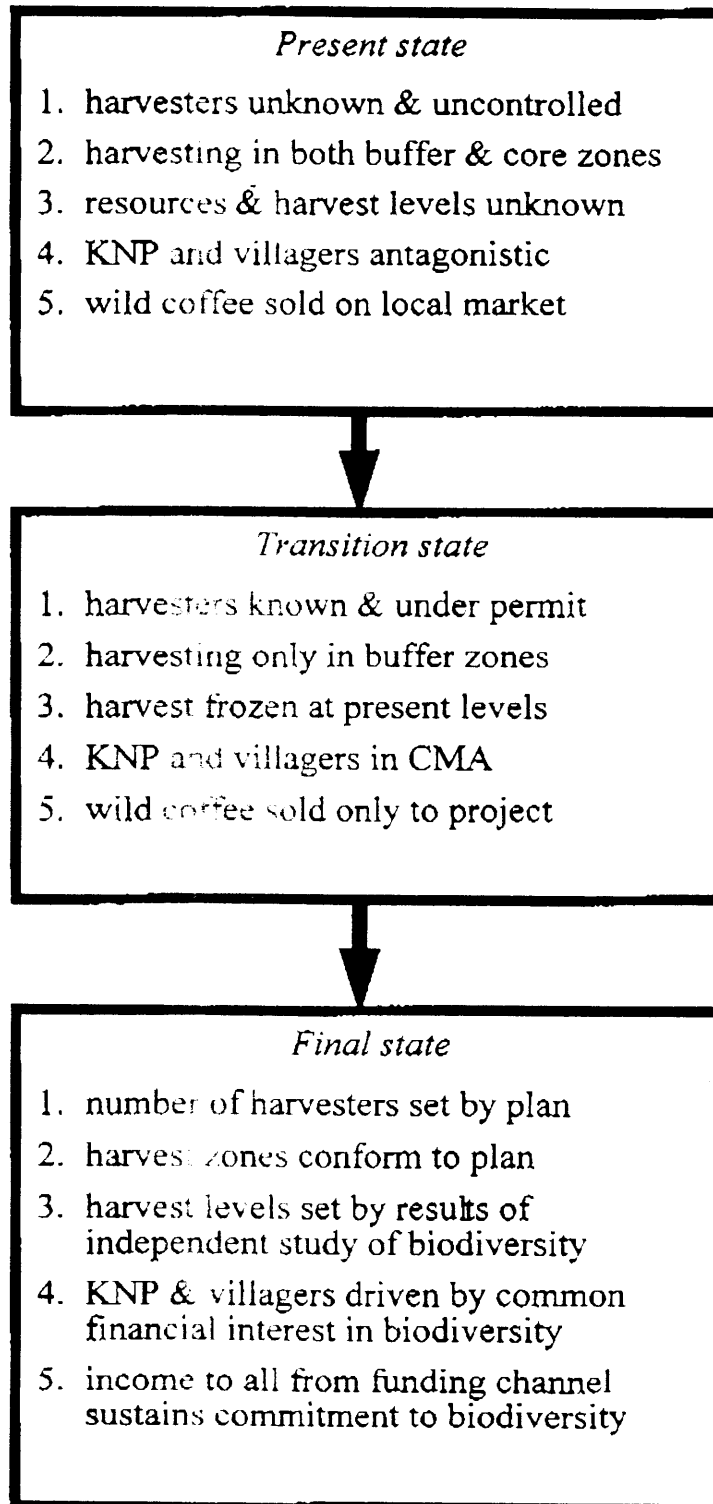 Present state
1. harvesters unknown & uncontrolled
2. harvesting in both buffer & core zones
3. resources & harvest levels unknown
4. KNP and villagers antagonistic
5. wild coffee sold on local market
Transition state
1. harvesters known & under permit
2. harvesting only in buffer zones
3. harvest frozen at present levels
4. KNP and villagers in CMA
5. wild coffee sold only to project
Final state
1. number of harvesters set by plan
2. harvest zones conform to plan
3. harvest levels set by results of
independent study of biodiversity
4. KNP & villagers driven by common
financial interest in biodiversity
5. income to all from funding channel
sustains commitment to biodiversity